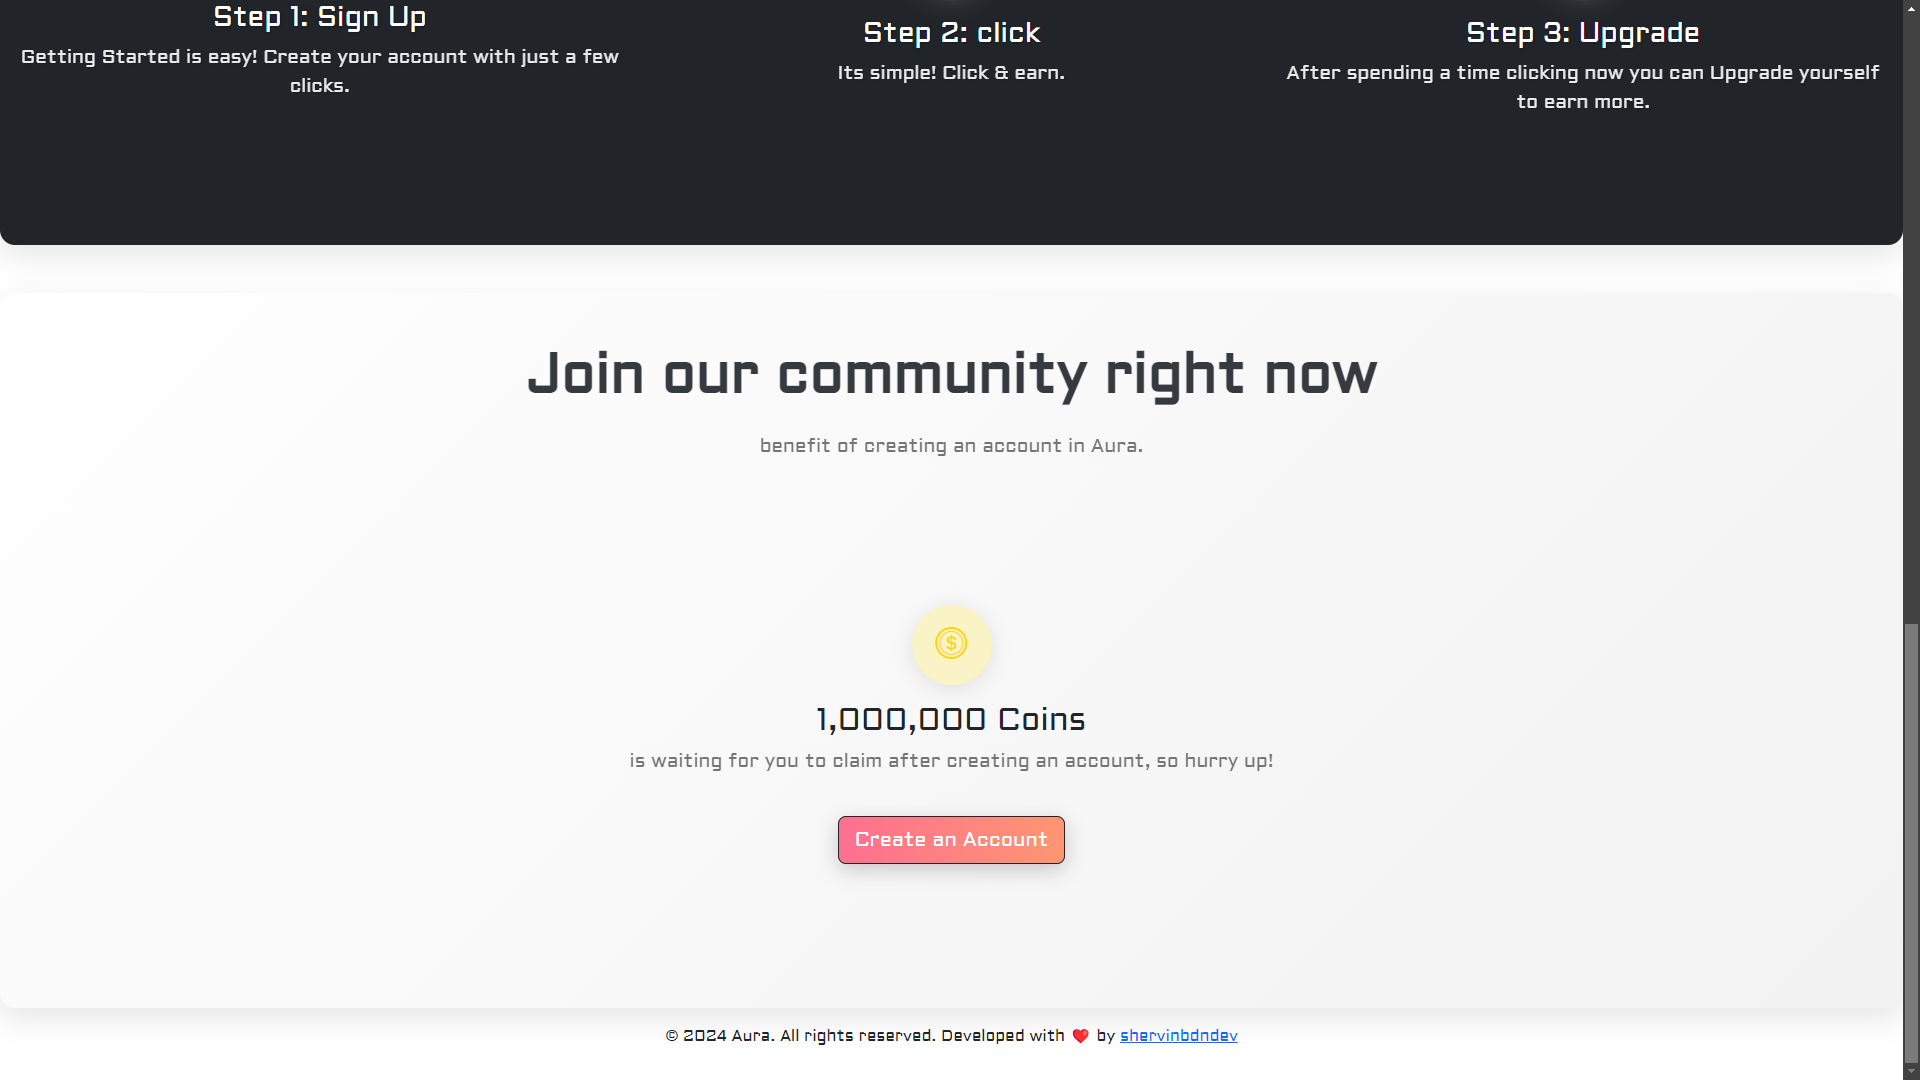 Step 1: Sign Up
Getting Started is easy! Create your account with just a few
clicks.
Step 2: click
Its simple! Click & earn.
Step 3: Upgrade
After spending a time clicking now you can Upgrade yourself
to earn more.
Join our community right now
benefit of creating an account in Aura.
$
1,000,000 Coins
is waiting for you to claim after creating an account, so hurry up!
Create an Account
© 2024 Aura. All rights reserved. Developed with ❤️ by shervinbdndev